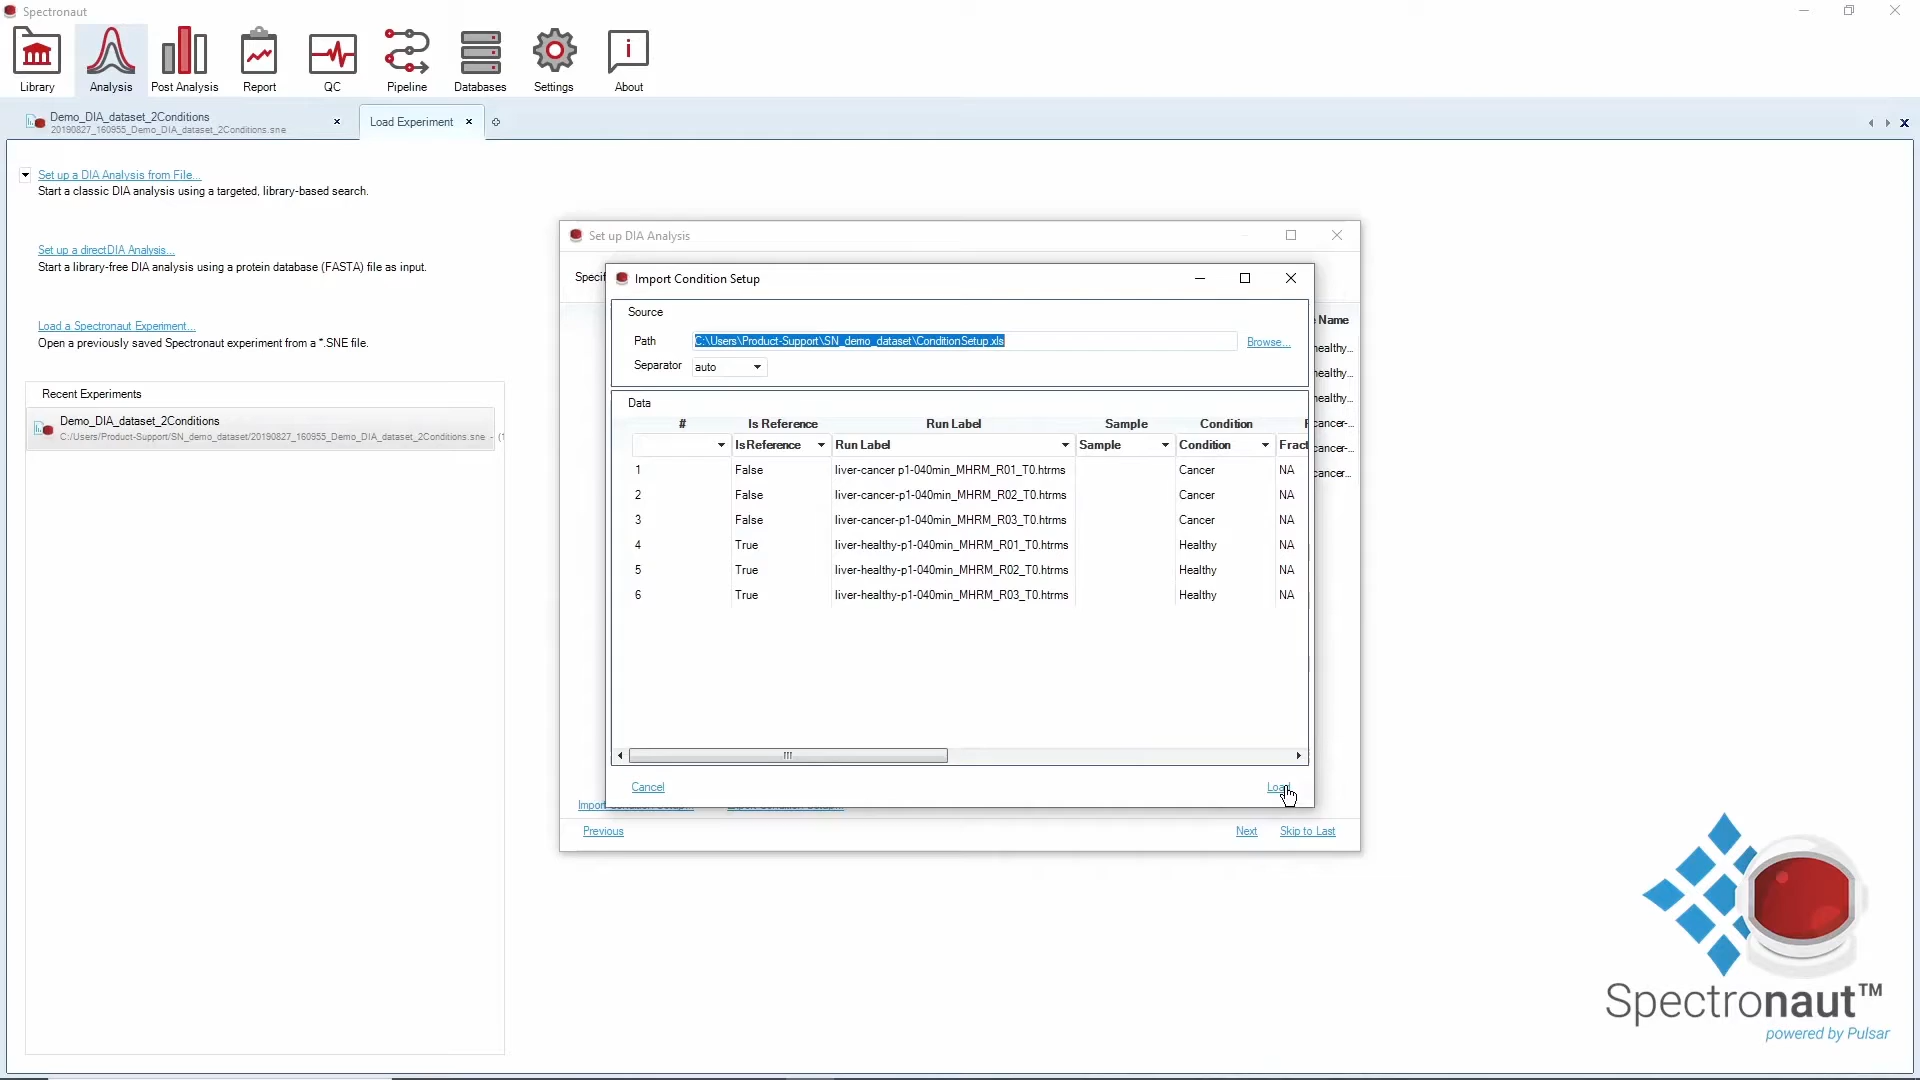 Spectronaut
Library
Analysis
Post Analysis
Report
QC
Pipeline
Databases
Settings
About
Demo_DIA_dataset_2Conditions
20190827_160955_Demo_DIA_dataset_2Conditions.sne
Load Experiment
Set up a DIA Analysis from File...
Start a classic DIA analysis using a targeted, library-based search.
Set up a directDIA Analysis...
Start a library-free DIA analysis using a protein database (FASTA) file as input.
Load a Spectronaut Experiment...
Open a previously saved Spectronaut experiment from a *.SNE file.
Recent Experiments
Demo_DIA_dataset_2Conditions
C:/Users/Product-Support/SN_demo_dataset/20190827_160955_Demo_DIA_dataset_2Conditions.sne - (1
Set up DIA Analysis
Specif
Import Condition Setup
Source
Path C:\Users\Product-Support\SN_demo_dataset\ConditionSetup.xls Browse...
Separator auto
Data
# Is Reference Run Label Sample Condition F
IsReference Run Label Sample Condition Fract
1 False liver-cancer p1-040min_MHRM_R01_T0.htrms Cancer NA
2 False liver-cancer-p1-040min_MHRM_R02_T0.htrms Cancer NA
3 False liver-cancer-p1-040min_MHRM_R03_T0.htrms Cancer NA
4 True liver-healthy-p1-040min_MHRM_R01_T0.htrms Healthy NA
5 True liver-healthy-p1-040min_MHRM_R02_T0.htrms Healthy NA
6 True liver-healthy-p1-040min_MHRM_R03_T0.htrms Healthy NA
Cancel Load
Name
healthy...
healthy...
healthy...
cancer-...
cancer-...
cancer...
Import Condition Setup... Export Condition Setup...
Previous Next Skip to Last
Spectronaut™
powered by Pulsar